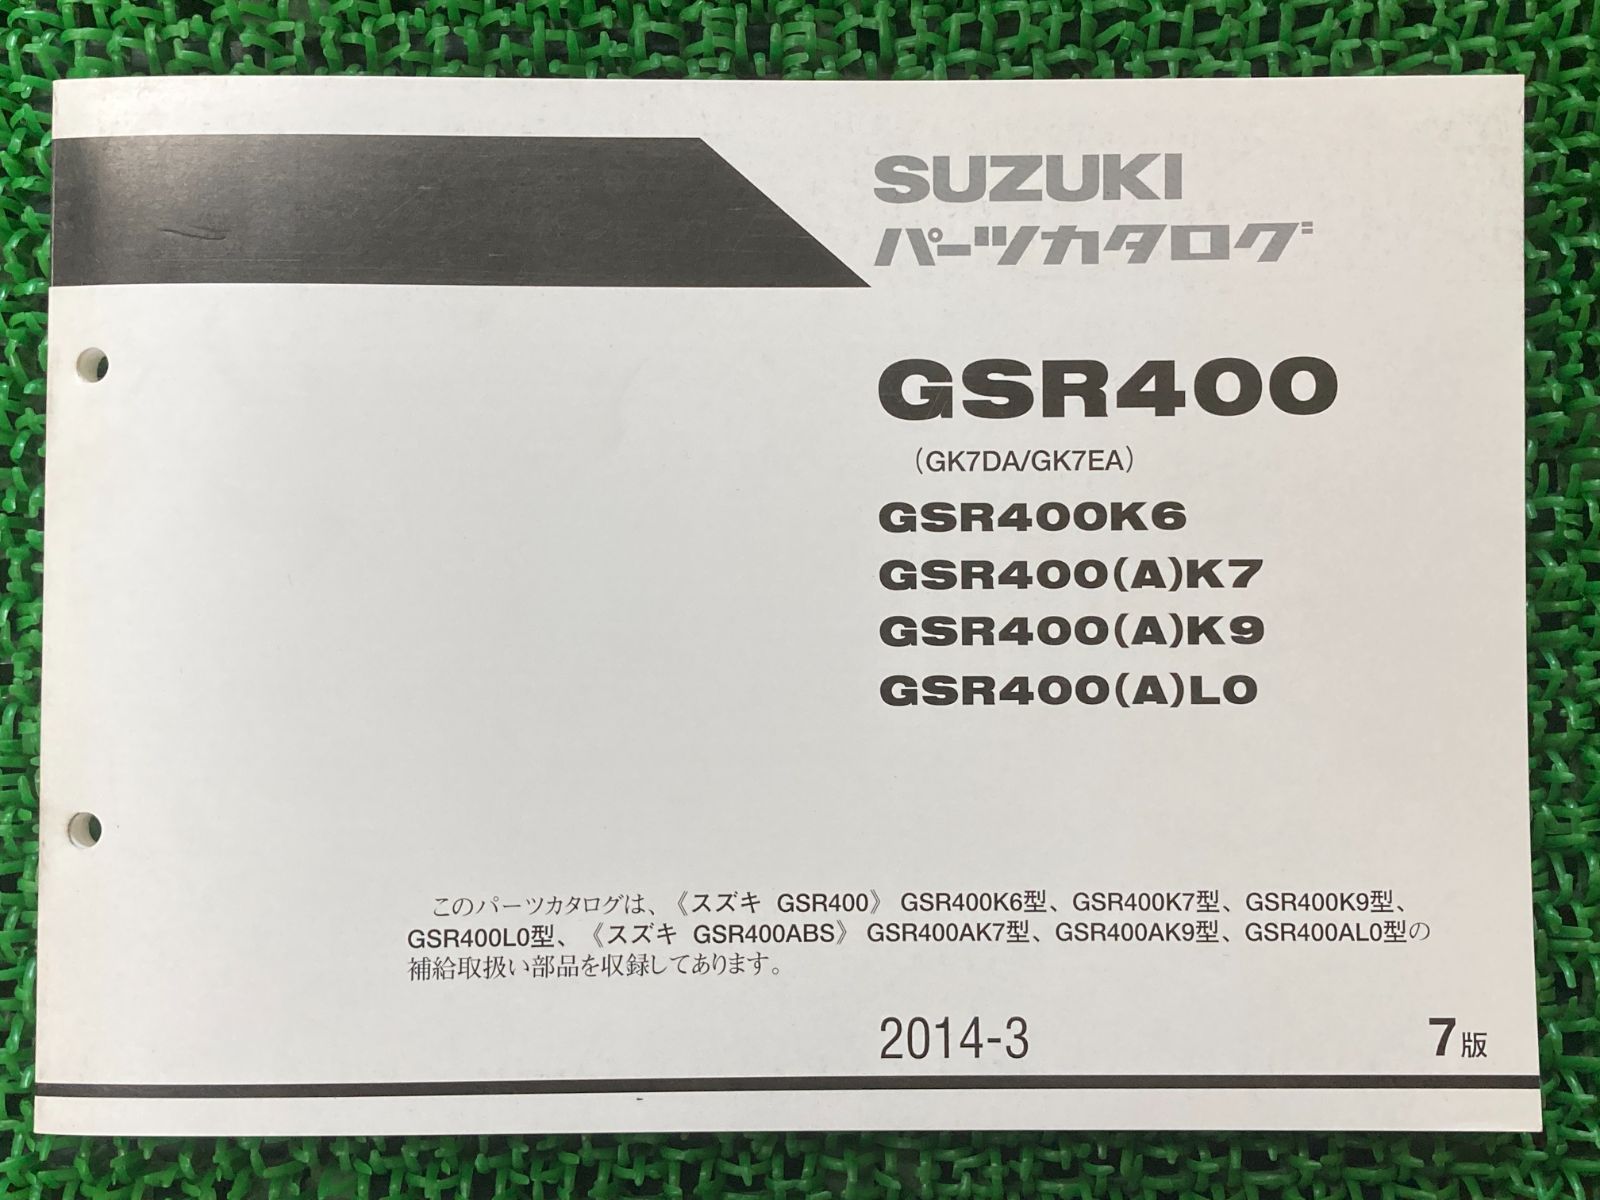 SUZUKI
パーツカタログ
GSR400
(GK7DA/GK7EA)
GSR400K6
GSR400(A)K7
GSR400(A)K9
GSR400(A)L0
このパーツカタログは、《スズキ GSR400》 GSR400K6型、GSR400K7型、GSR400K9型、
GSR400L0型、《スズキ GSR400ABS》 GSR400AK7型、GSR400AK9型、GSR400AL0型の
補給取扱い部品を収録してあります。
2014-3
7版